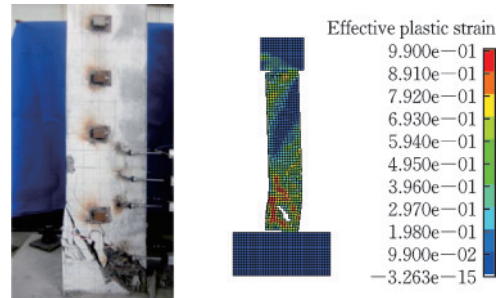 Effective plastic strain
9.900e—01
8.910e—01
7.920e—01
6.930e—01
5.940e—01
4.950e—01
3.960e—01
2.970e—01
1.980e—01
9.900e—02
—3.263e—15